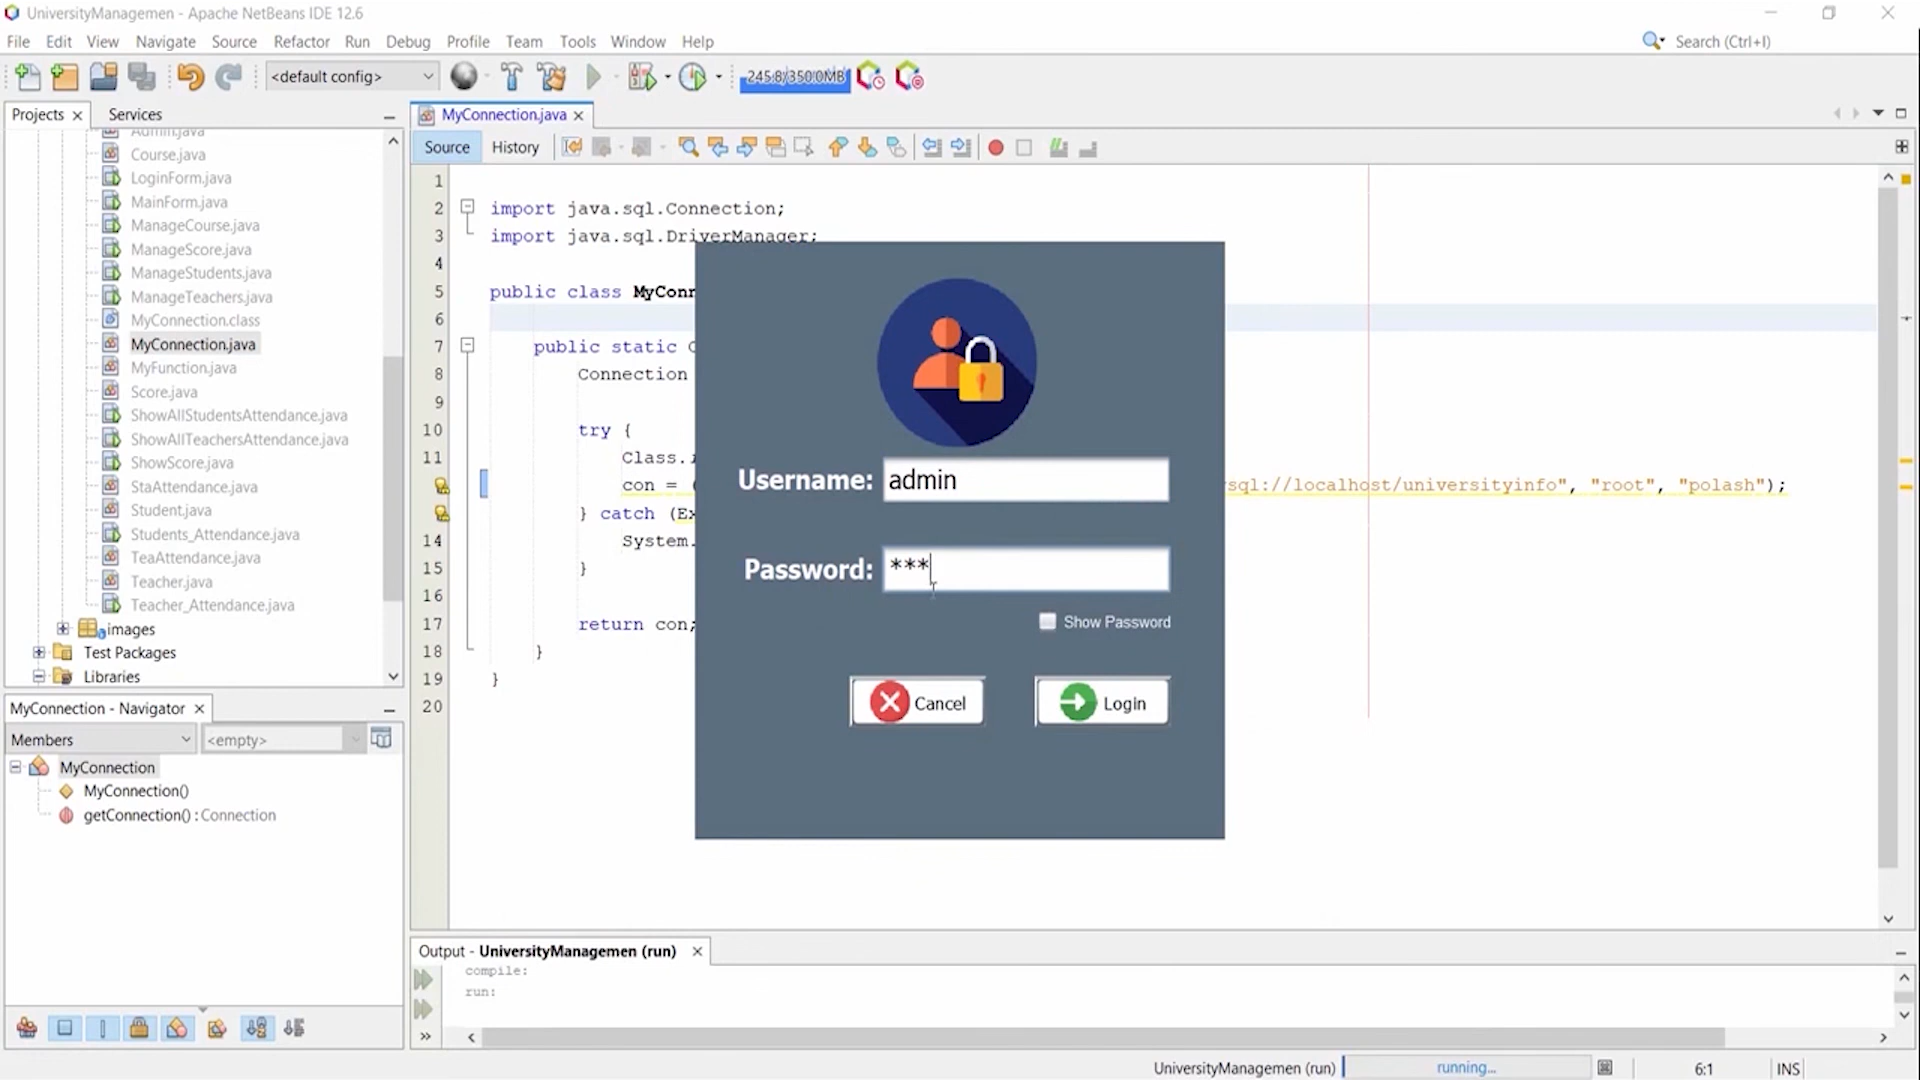 UniversityManagemen - Apache NetBeans IDE 12.6
File Edit View Navigate Source Refactor Run Debug Profile Team Tools Window Help
Search (Ctrl+I)
<default config>
245.8/350.0MB
Projects Services
MyConnection.java
Source History
Admin.java
Course.java
LoginForm.java
MainForm.java
ManageCourse.java
ManageScore.java
ManageStudents.java
ManageTeachers.java
MyConnection.class
MyConnection.java
MyFunction.java
Score.java
ShowAllStudentsAttendance.java
ShowAllTeachersAttendance.java
ShowScore.java
StaAttendance.java
Student.java
Students_Attendance.java
TeaAttendance.java
Teacher.java
Teacher_Attendance.java
images
Test Packages
Libraries
MyConnection - Navigator
Members <empty>
MyConnection
MyConnection()
getConnection() : Connection
1
2 import java.sql.Connection;
3 import java.sql.DriverManager;
4
5 public class MyConn
6
7 public static C
8 Connection
9
10 try {
11 Class.
con = ( sql://localhost/universityinfo", "root", "polash");
} catch (Ex
14 System.
15 }
16
17 return con;
18 }
19 }
20
Username: admin
Password: ***
Show Password
Cancel Login
Output - UniversityManagemen (run)
compile:
run:
UniversityManagemen (run) running... 6:1 INS